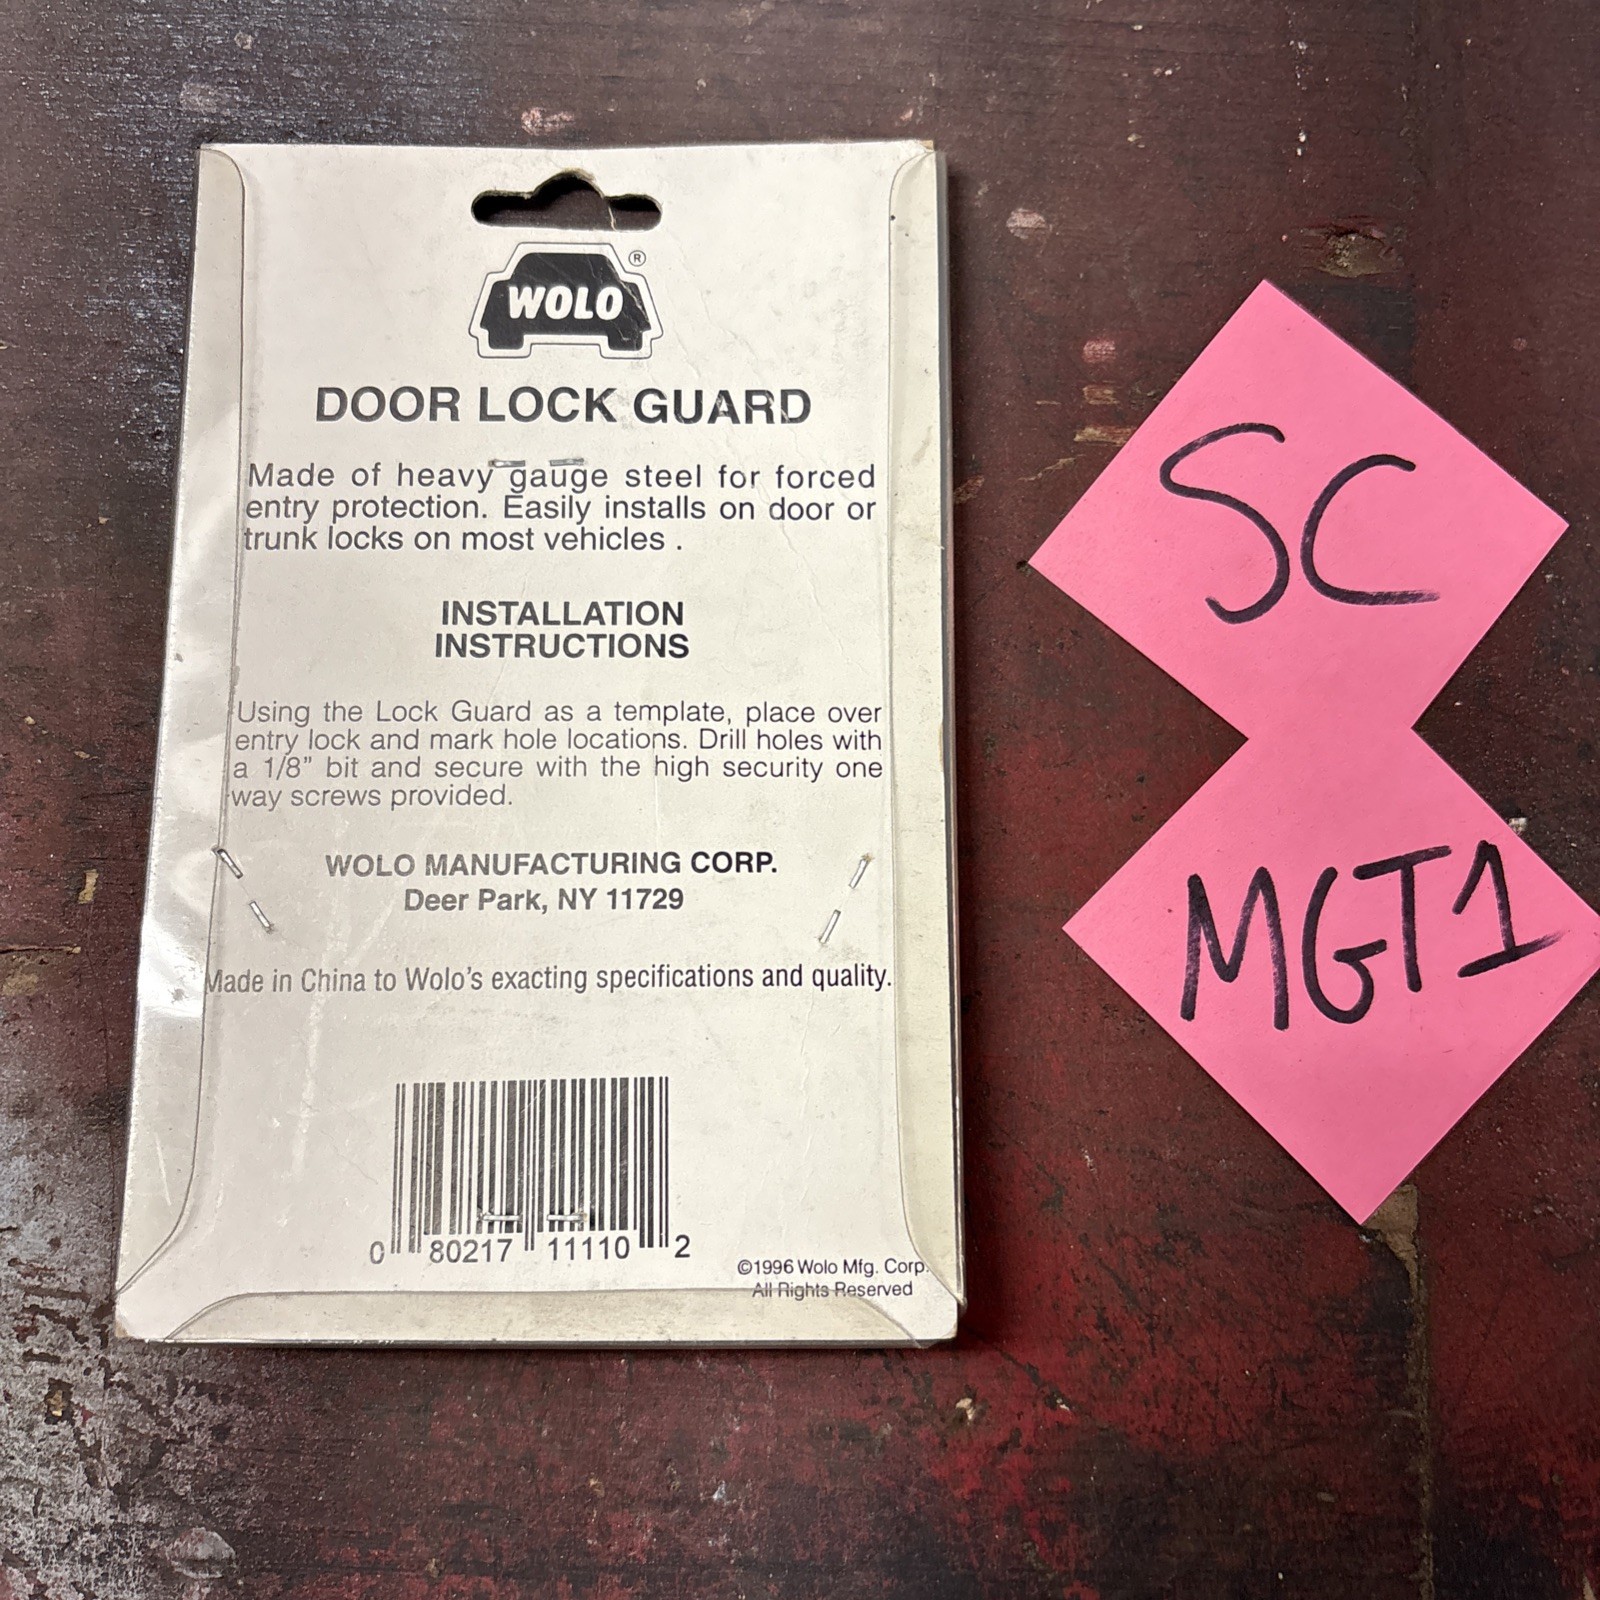 WOLO®
DOOR LOCK GUARD
Made of heavy gauge steel for forced
entry protection. Easily installs on door or
trunk locks on most vehicles .
INSTALLATION
INSTRUCTIONS
Using the Lock Guard as a template, place over
entry lock and mark hole locations. Drill holes with
a 1/8” bit and secure with the high security one
way screws provided.
WOLO MANUFACTURING CORP.
Deer Park, NY 11729
Made in China to Wolo's exacting specifications and quality.
0 80217 11110 2
©1996 Wolo Mfg. Corp.
All Rights Reserved
SC
MGT1